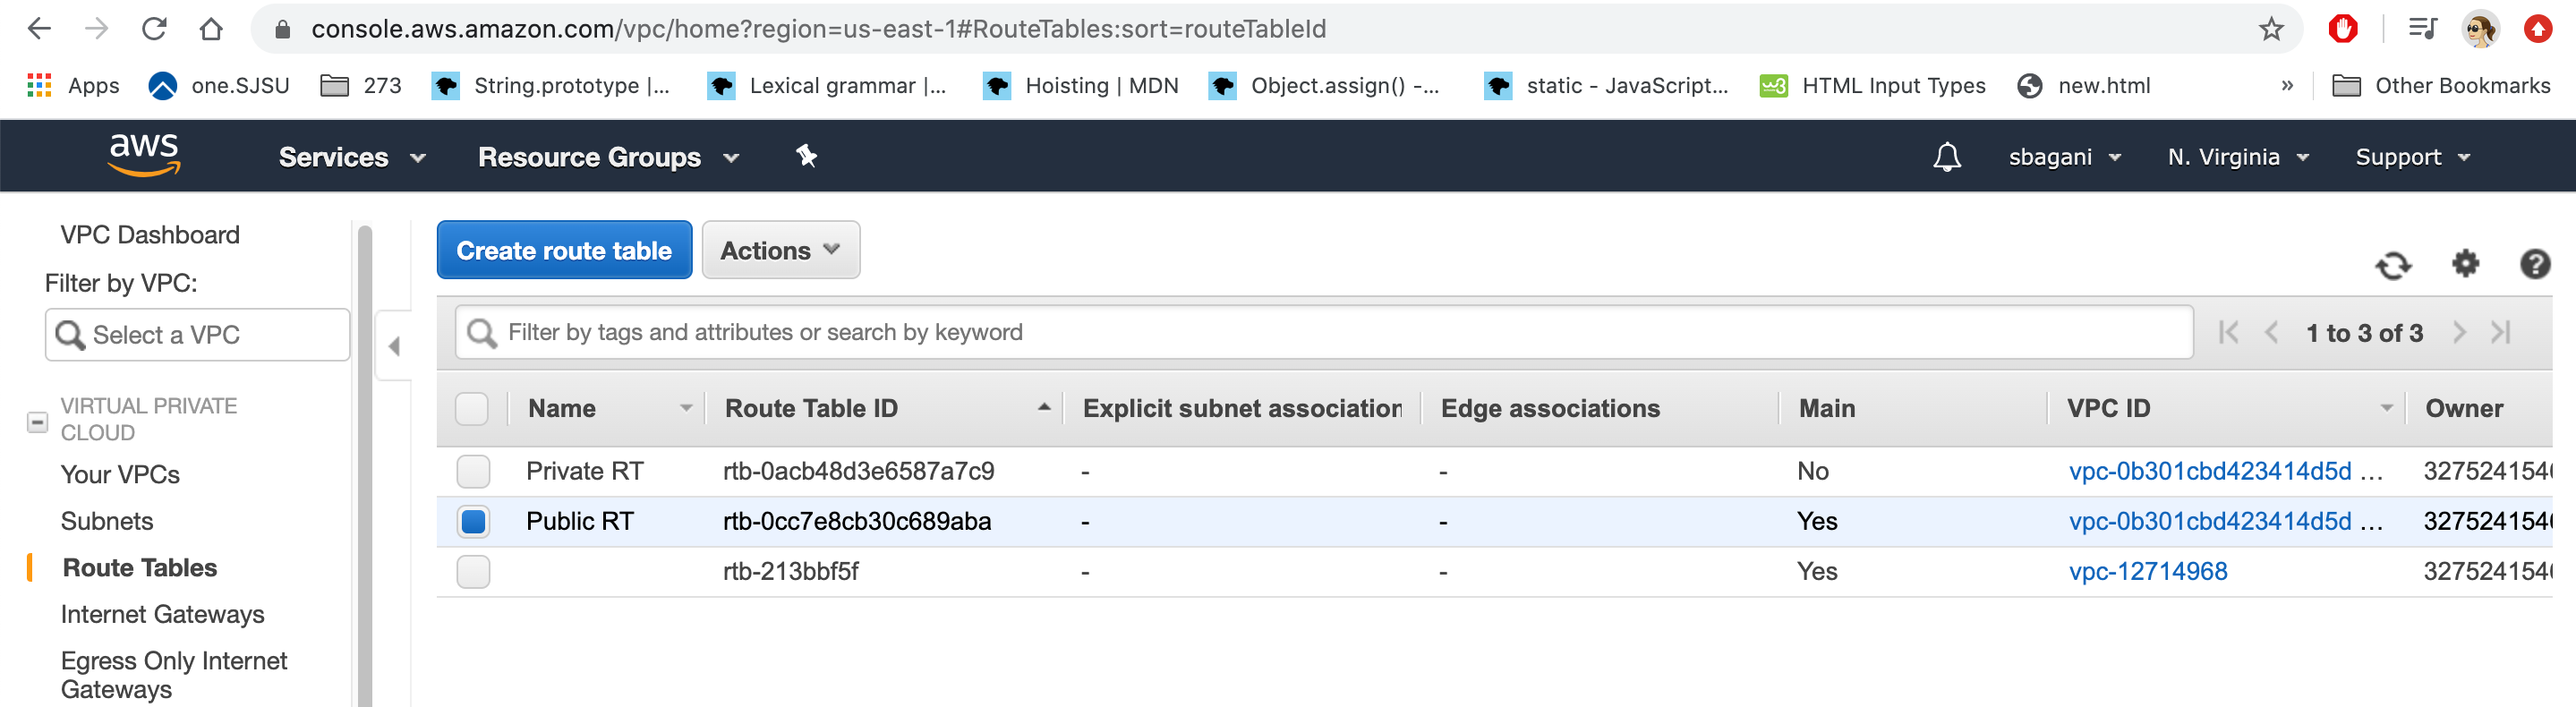 console.aws.amazon.com/vpc/home?region=us-east-1#RouteTables:sort=routeTableId
Apps one.SJSU 273 String.prototype |... Lexical grammar |... Hoisting | MDN Object.assign() -... static - JavaScript... w3 HTML Input Types new.html » Other Bookmarks
aws Services Resource Groups sbagani N. Virginia Support
VPC Dashboard
Filter by VPC:
Select a VPC
VIRTUAL PRIVATE
CLOUD
Your VPCs
Subnets
Route Tables
Internet Gateways
Egress Only Internet
Gateways
Create route table Actions
Filter by tags and attributes or search by keyword 1 to 3 of 3
Name Route Table ID Explicit subnet association Edge associations Main VPC ID Owner
Private RT rtb-0acb48d3e6587a7c9 - - No vpc-0b301cbd423414d5d ...327524154
Public RT rtb-0cc7e8cb30c689aba - - Yes vpc-0b301cbd423414d5d ... 327524154
rtb-213bbf5f - - Yes vpc-12714968 327524154